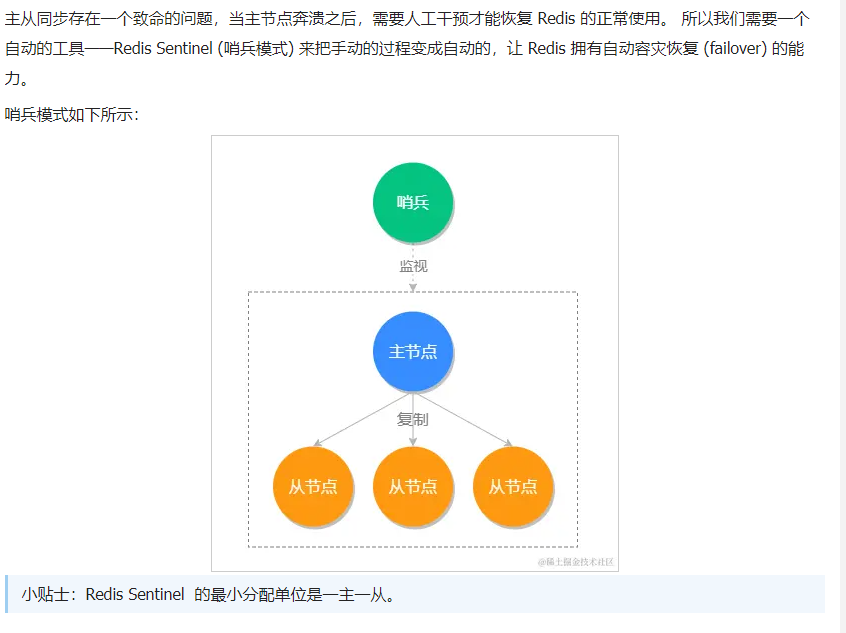 主从同步存在一个致命的问题，当主节点奔溃之后，需要人工干预才能恢复 Redis 的正常使用。 所以我们需要一个
自动的工具——Redis Sentinel (哨兵模式) 来把手动的过程变成自动的，让 Redis 拥有自动容灾恢复 (failover) 的能
力。
哨兵模式如下所示：
哨兵
监视
主节点
复制
从节点 从节点 从节点
@稀土掘金技术社区
小贴士：Redis Sentinel 的最小分配单位是一主一从。